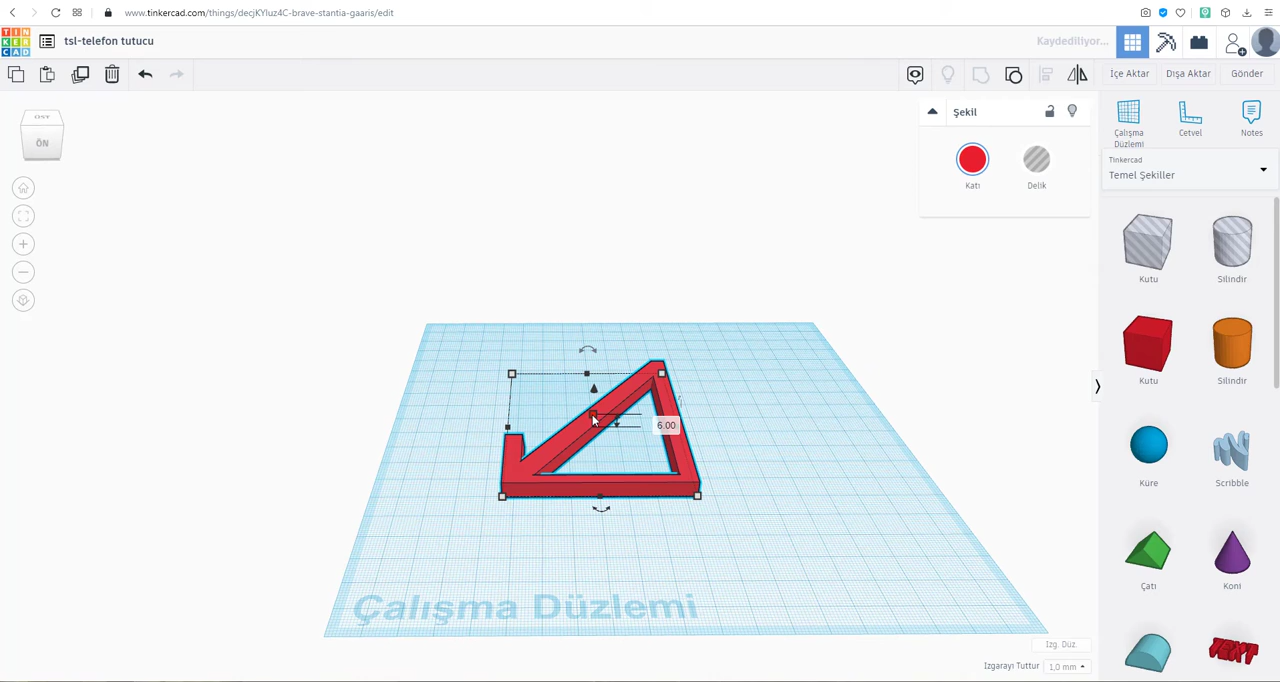 www.tinkercad.com/things/decjKYIuz4C-brave-stantia-gaaris/edit
TIN
KER
CAD
tsl-telefon tutucu
Kaydediliyor...
İçe Aktar
Dışa Aktar
Gönder
ÖN
Şekil
Katı
Delik
Çalışma
Düzlemi
Cetvel
Notes
Tinkercad
Temel Şekiller
Kutu
Silindir
Kutu
Silindir
Küre
Scribble
Çatı
Koni
TEXT
6.00
Çalışma Düzlemi
Izg. Düz.
Izgarayı Tuttur
1,0 mm